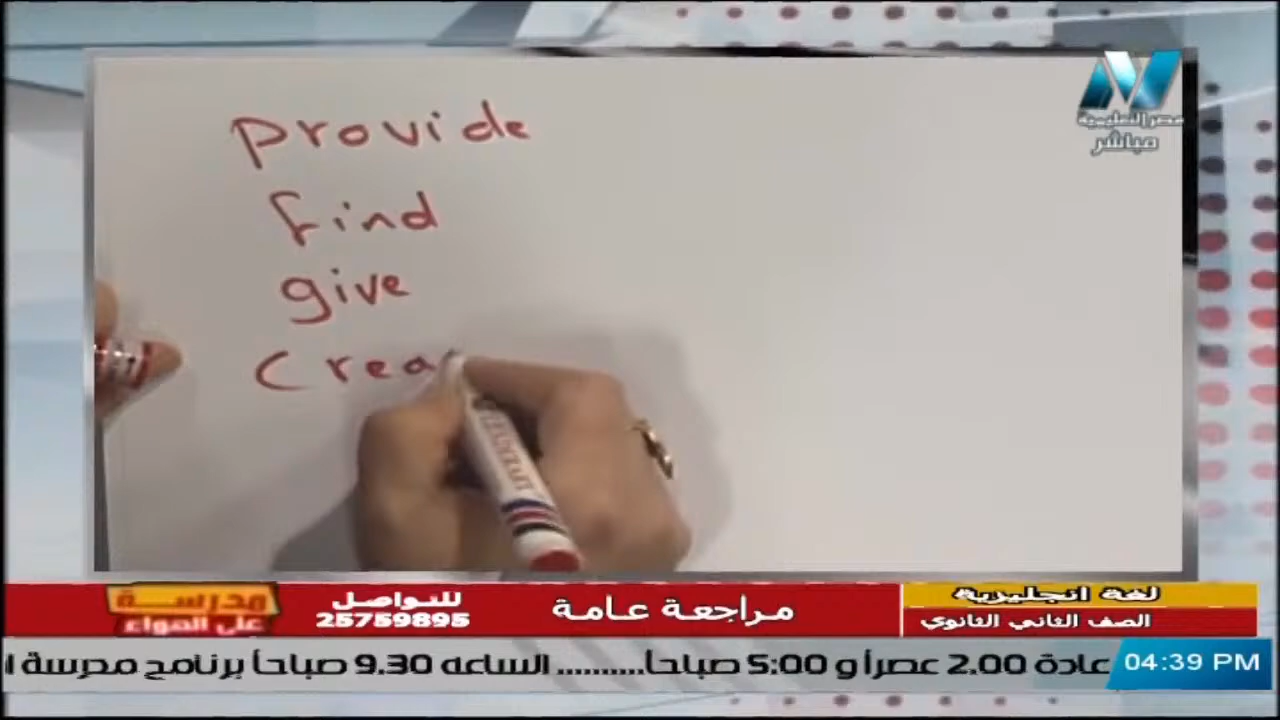 مصر التعليمية
مباشر
provide
find
give
Crea
مدرسة
على الهواء
للتواصل
25759895
مراجعة عامة
لغة انجليزية
الصف الثاني الثانوي
عادة 2.00 عصراً و 5:00 صباحاً.......... الساعه 9.30 صباحاً برنامج مدرسة ا
04:39 PM